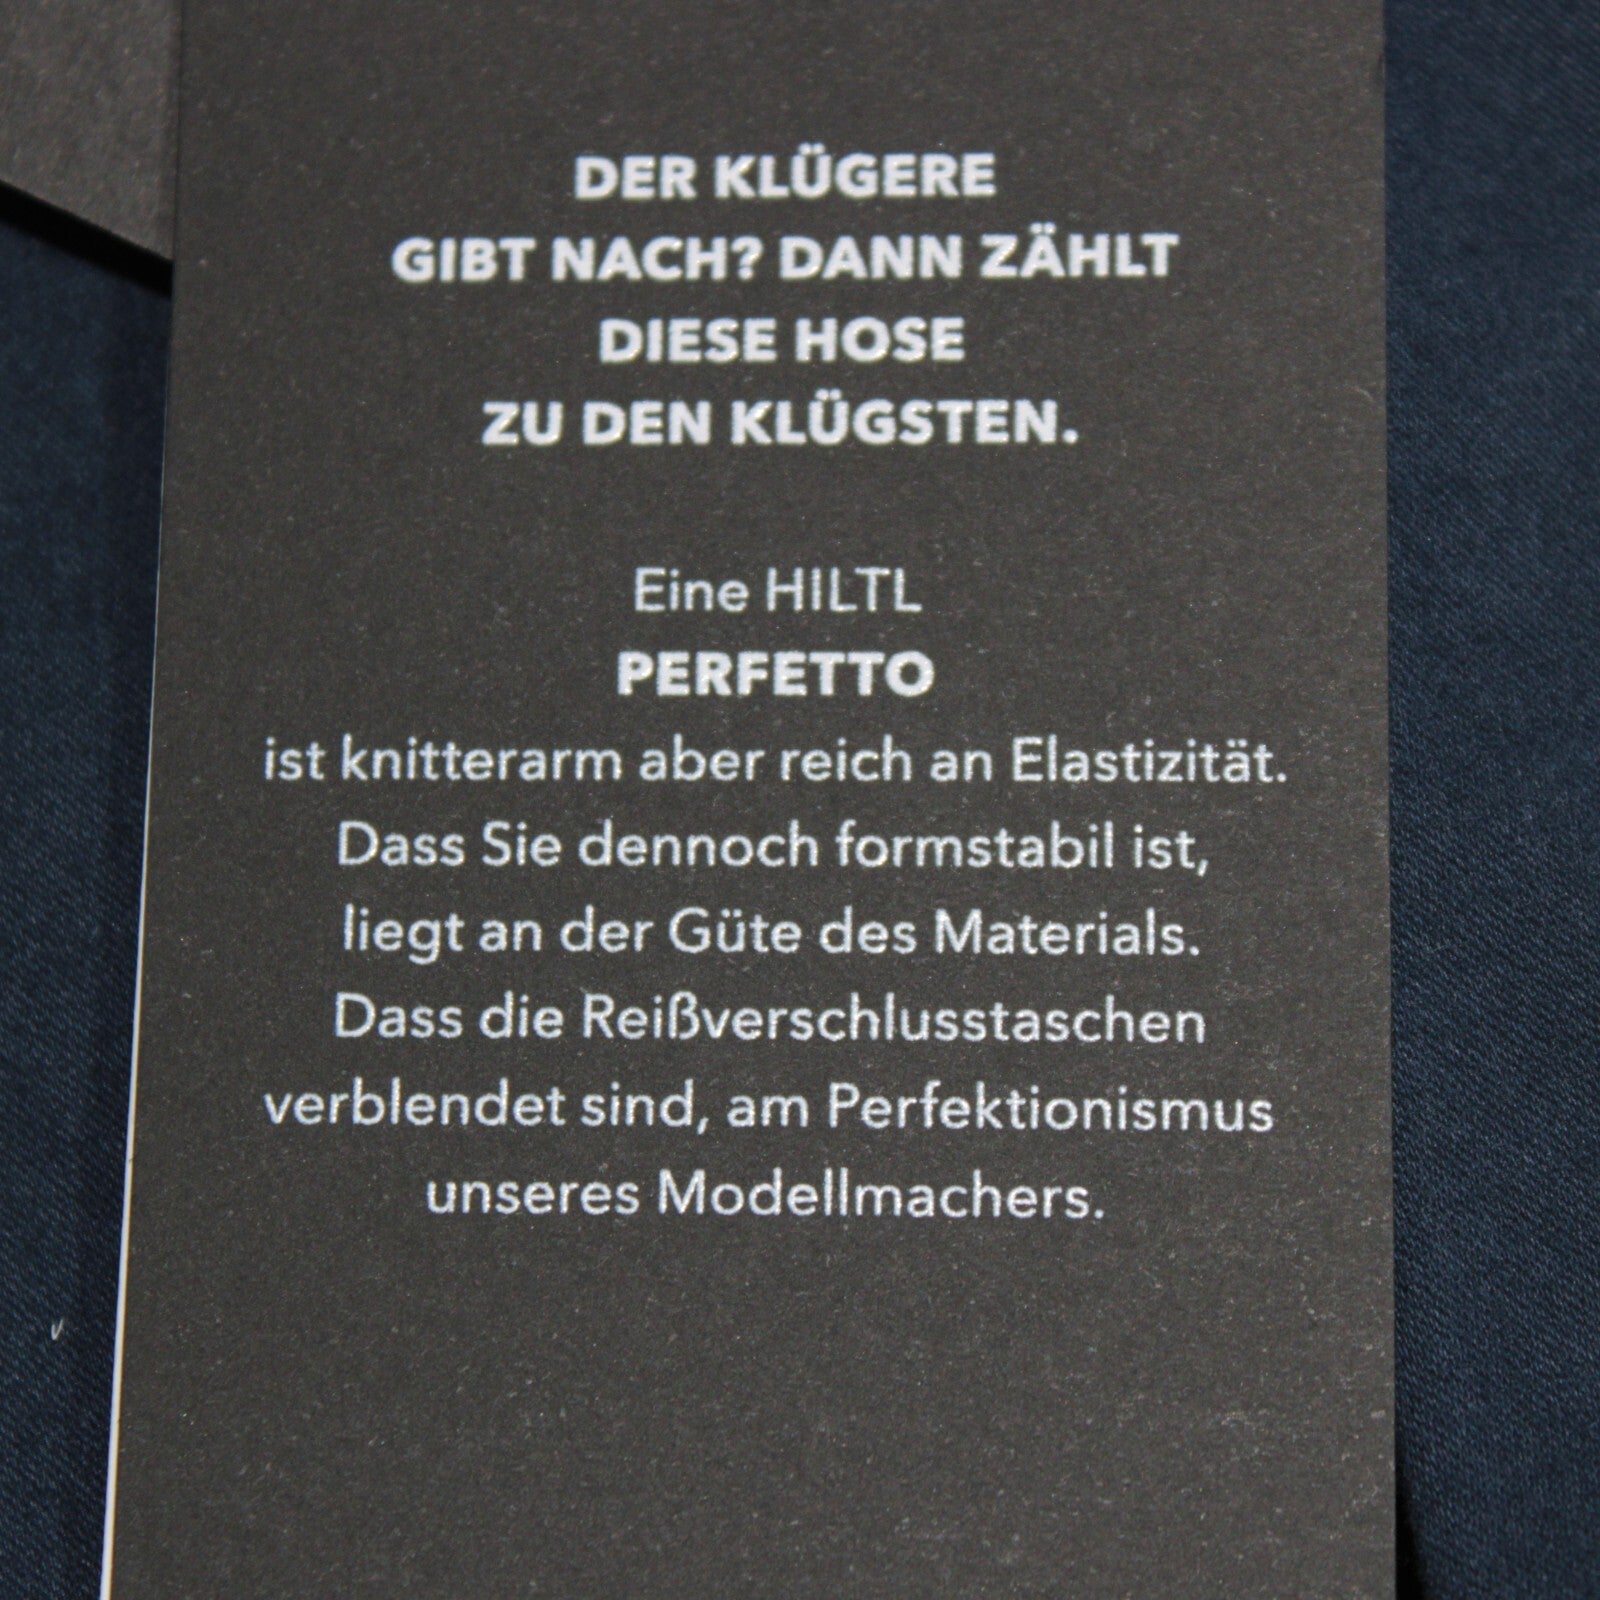 DER KLÜGERE
GIBT NACH? DANN ZÄHLT
DIESE HOSE
ZU DEN KLÜGSTEN.
Eine HILTL
PERFETTO
ist knitterarm aber reich an Elastizität.
Dass Sie dennoch formstabil ist,
liegt an der Güte des Materials.
Dass die Reißverschlusstaschen
verblendet sind, am Perfektionismus
unseres Modellmachers.